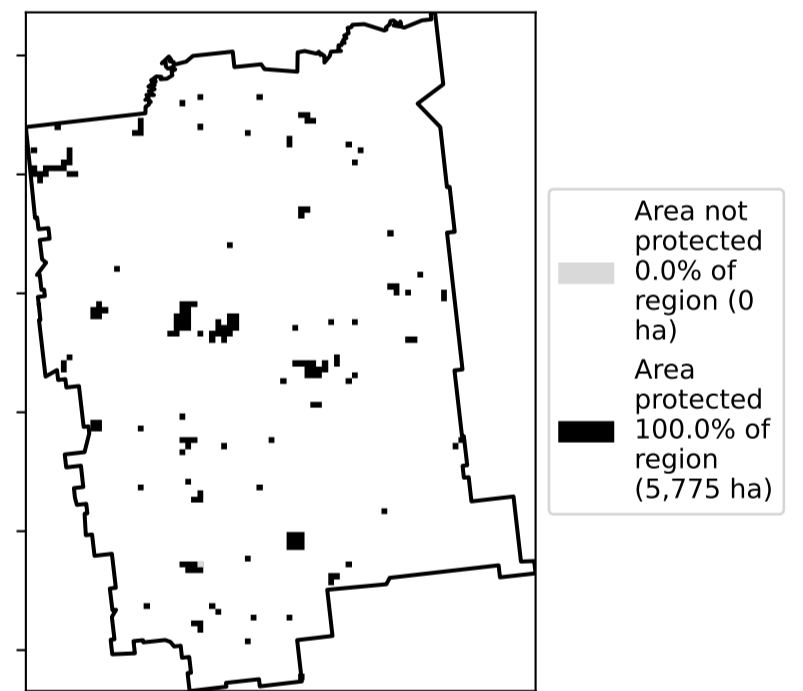 Area not
protected
0.0% of
region (0
ha)
Area
protected
100.0% of
region
(5,775 ha)